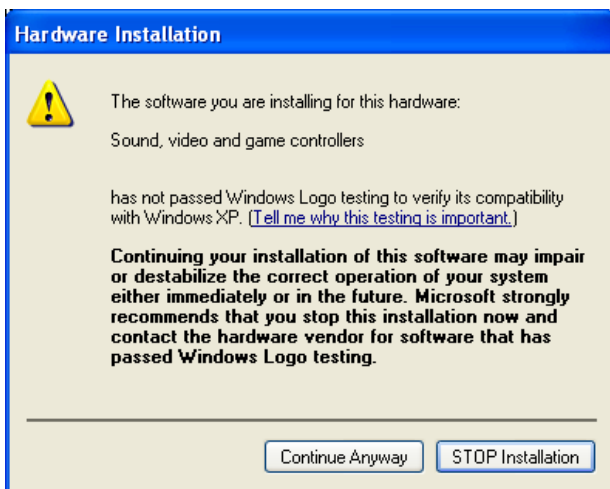 Hardware Installation
The software you are installing for this hardware:
Sound, video and game controllers
has not passed Windows Logo testing to verify its compatibility
with Windows XP. (Tell me why this testing is important.)
Continuing your installation of this software may impair
or destabilize the correct operation of your system
either immediately or in the future. Microsoft strongly
recommends that you stop this installation now and
contact the hardware vendor for software that has
passed Windows Logo testing.
Continue Anyway
STOP Installation